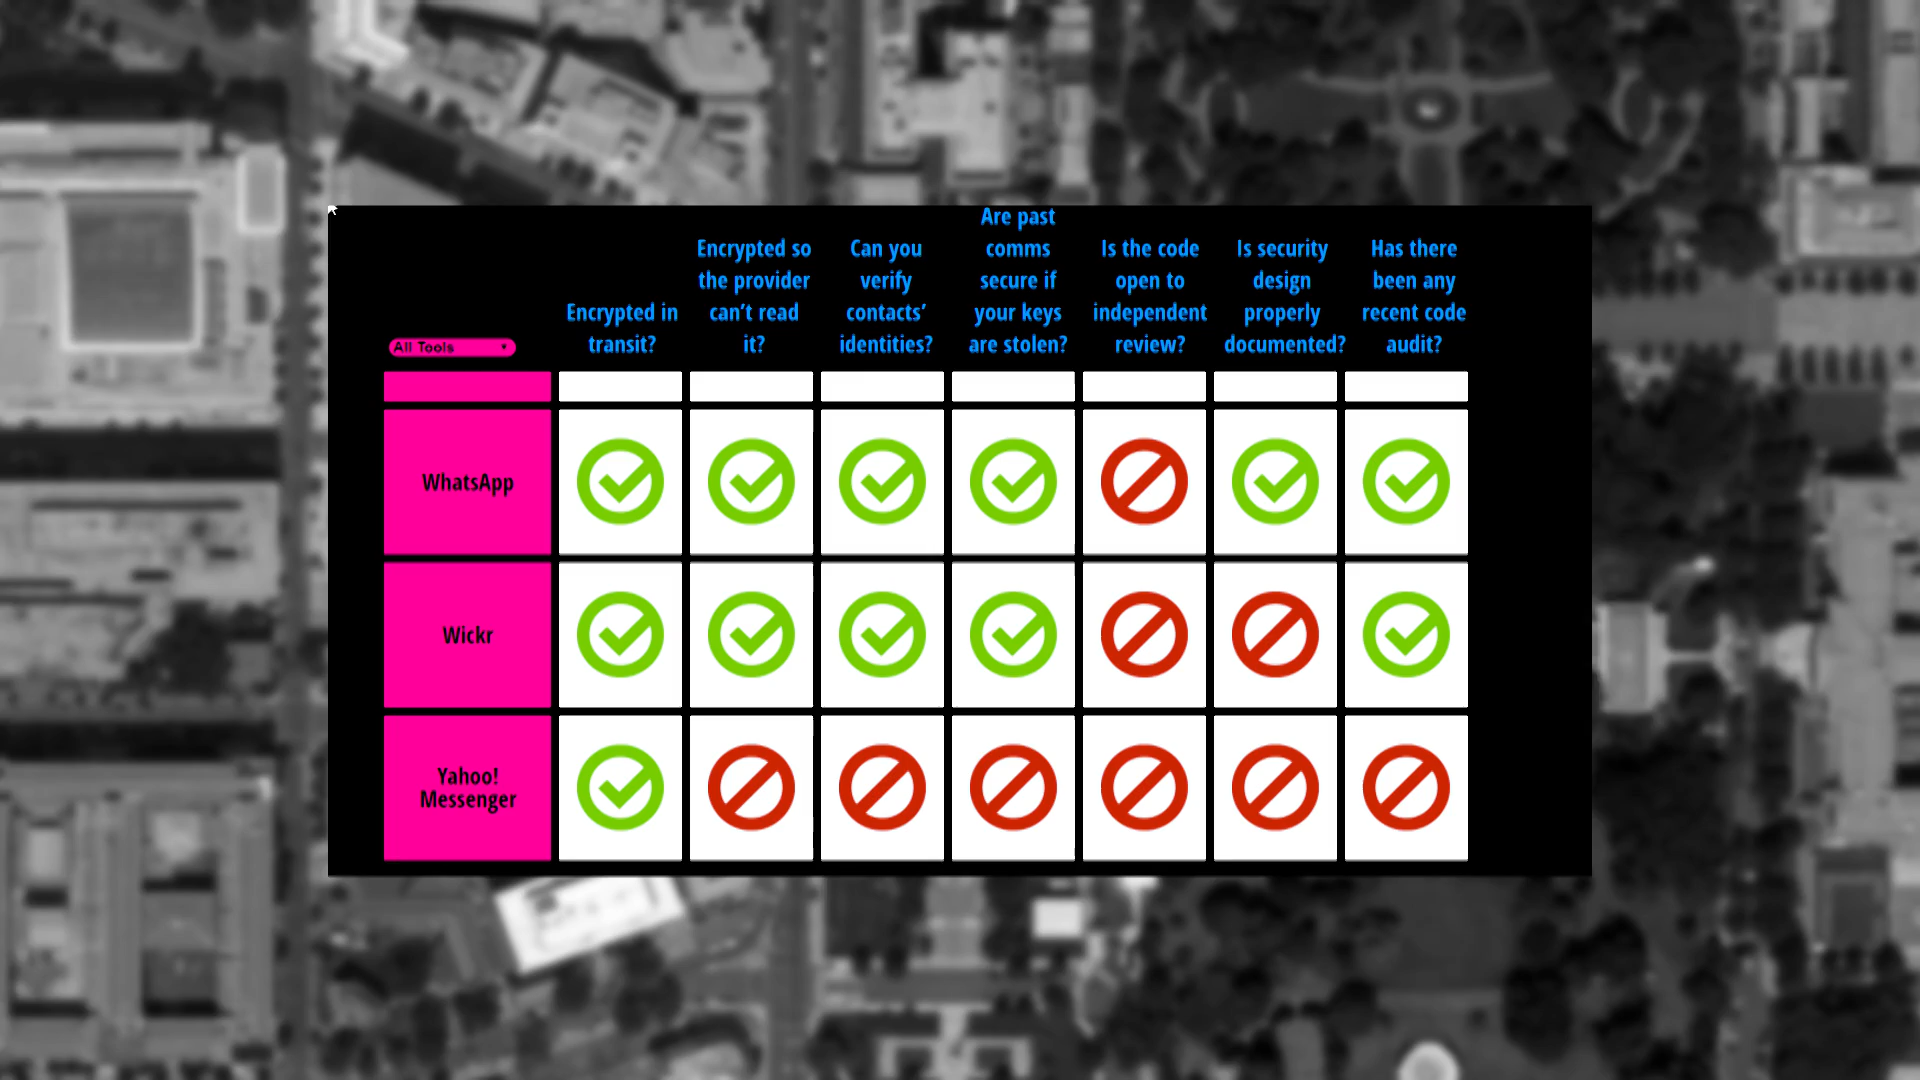 Are past
comms
secure if
your keys
are stolen?
Encrypted in
transit?
Encrypted so
the provider
can’t read
it?
Can you
verify
contacts’
identities?
Is the code
open to
independent
review?
Is security
design
properly
documented?
Has there
been any
recent code
audit?
All Tools
WhatsApp
Wickr
Yahoo!
Messenger